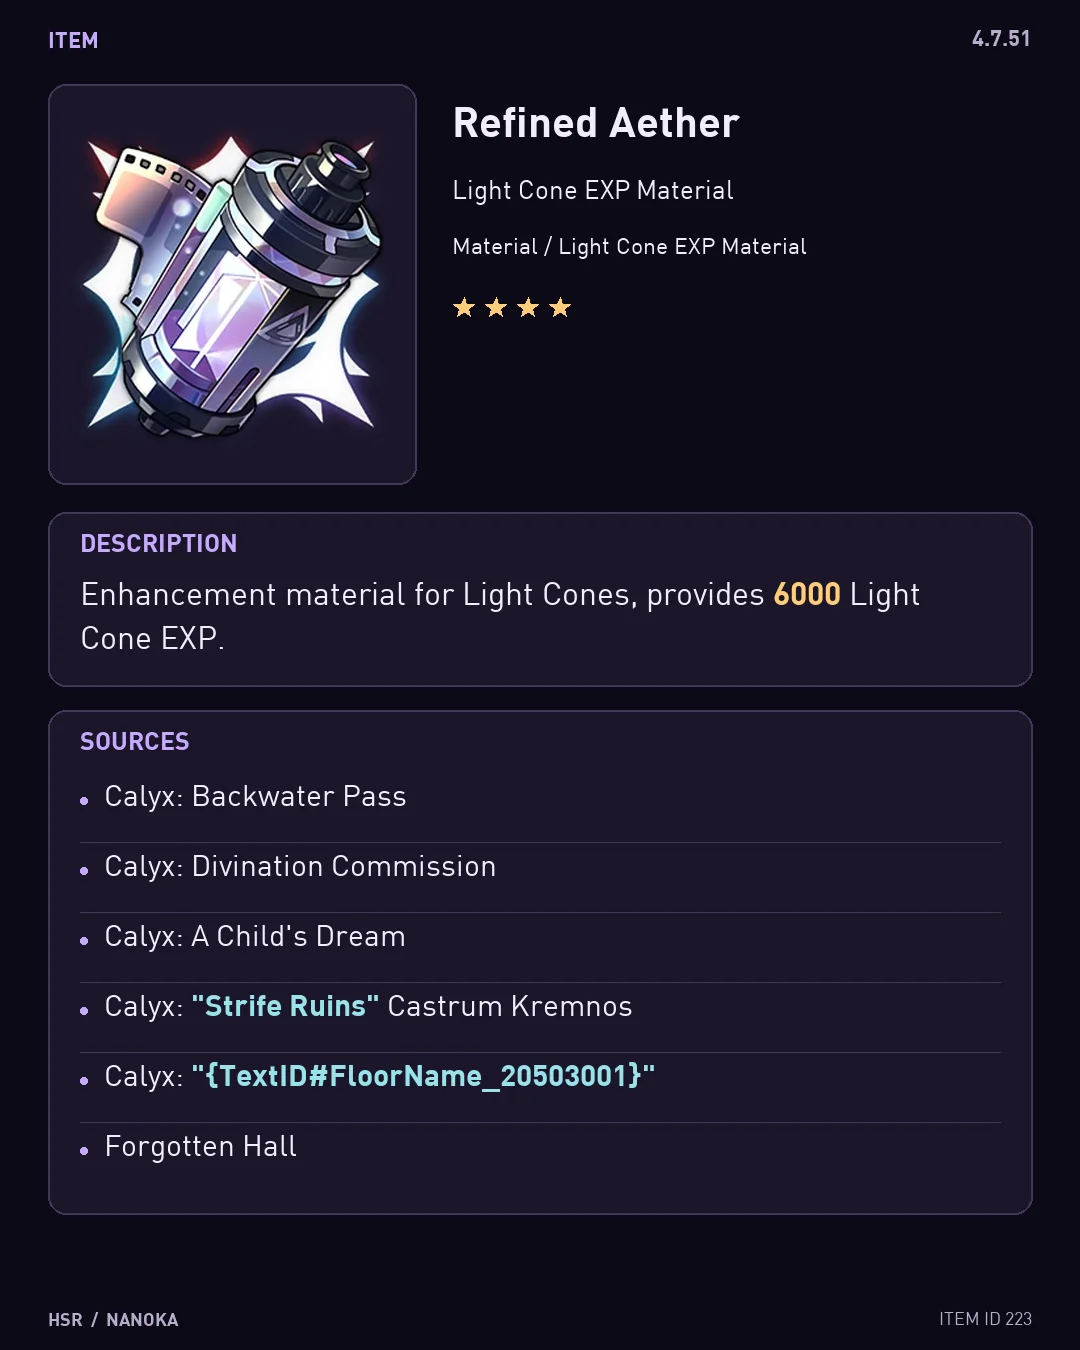 ITEM
4.7.51
Refined Aether
Light Cone EXP Material
Material / Light Cone EXP Material
DESCRIPTION
Enhancement material for Light Cones, provides 6000 Light
Cone EXP.
SOURCES
Calyx: Backwater Pass
Calyx: Divination Commission
Calyx: A Child's Dream
Calyx: "Strife Ruins" Castrum Kremnos
Calyx: "{TextID#FloorName_20503001}"
Forgotten Hall
HSR / NANOKA
ITEM ID 223